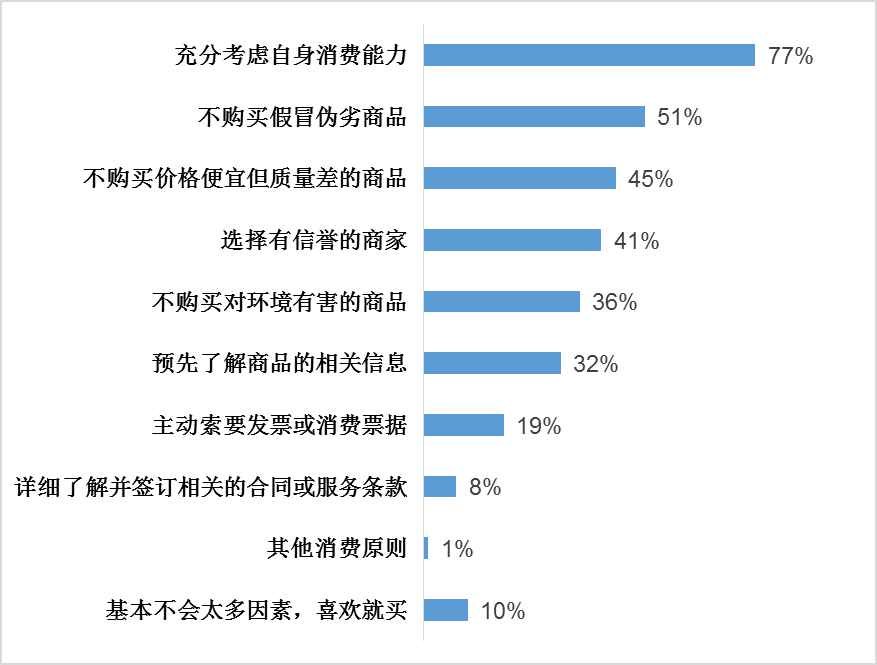 充分考虑自身消费能力 77%
不购买假冒伪劣商品 51%
不购买价格便宜但质量差的商品 45%
选择有信誉的商家 41%
不购买对环境有害的商品 36%
预先了解商品的相关信息 32%
主动索要发票或消费票据 19%
详细了解并签订相关的合同或服务条款 8%
其他消费原则 1%
基本不会太多因素，喜欢就买 10%